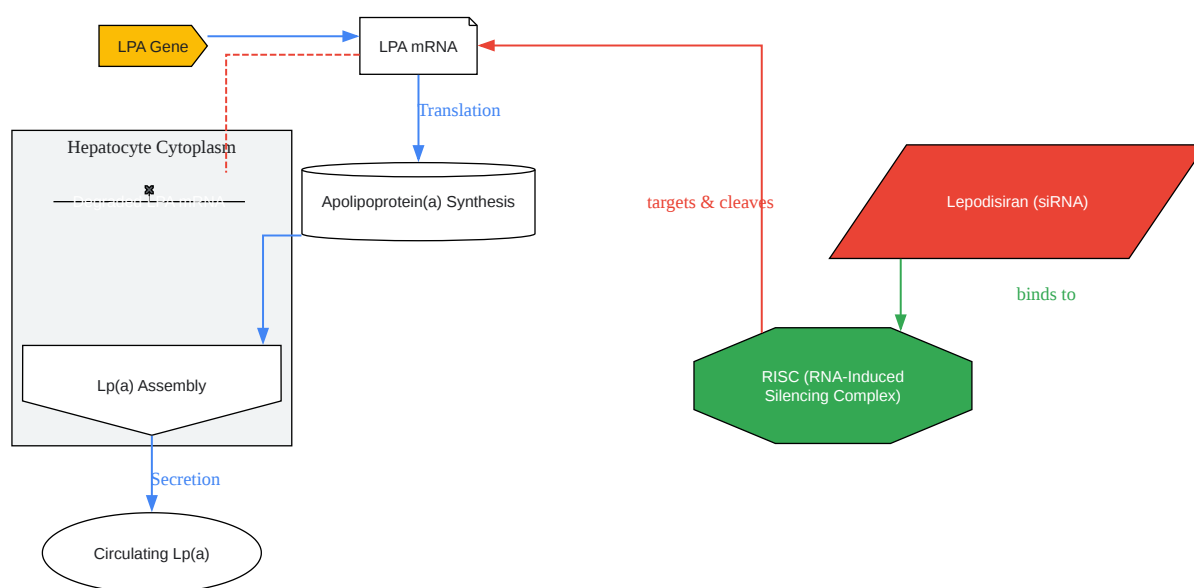 LPA Gene
LPA mRNA
Translation
Hepatocyte Cytoplasm
Apolipoprotein(a) Synthesis
targets & cleaves
Lepodisiran (siRNA)
binds to
RISC (RNA-Induced
Silencing Complex)
Lp(a) Assembly
Secretion
Circulating Lp(a)